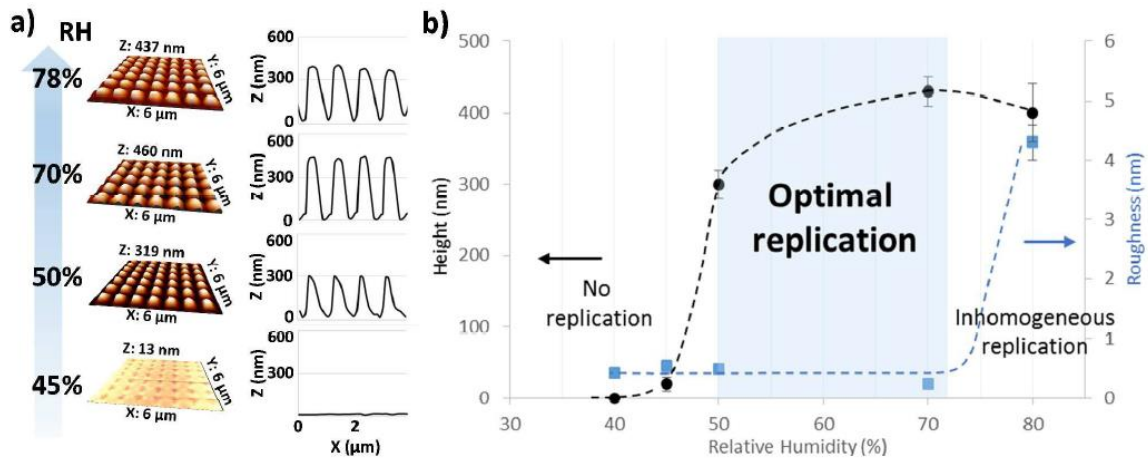 a)
RH
78%
Z: 437 nm
Y: 6 µm
X: 6 µm
600
300
0
Z (nm)
70%
Z: 460 nm
Y: 6 µm
X: 6 µm
600
300
0
Z (nm)
50%
Z: 319 nm
Y: 6 µm
X: 6 µm
600
300
0
Z (nm)
45%
Z: 13 nm
Y: 6 µm
X: 6 µm
600
300
Z (nm)
0 2
X (µm)
b)
500
400
300
200
100
0
Height (nm)
No
replication
Optimal
replication
Inhomogeneous
replication
6
5
4
3
2
1
0
Roughness (nm)
30 40 50 60 70 80
Relative Humidity (%)